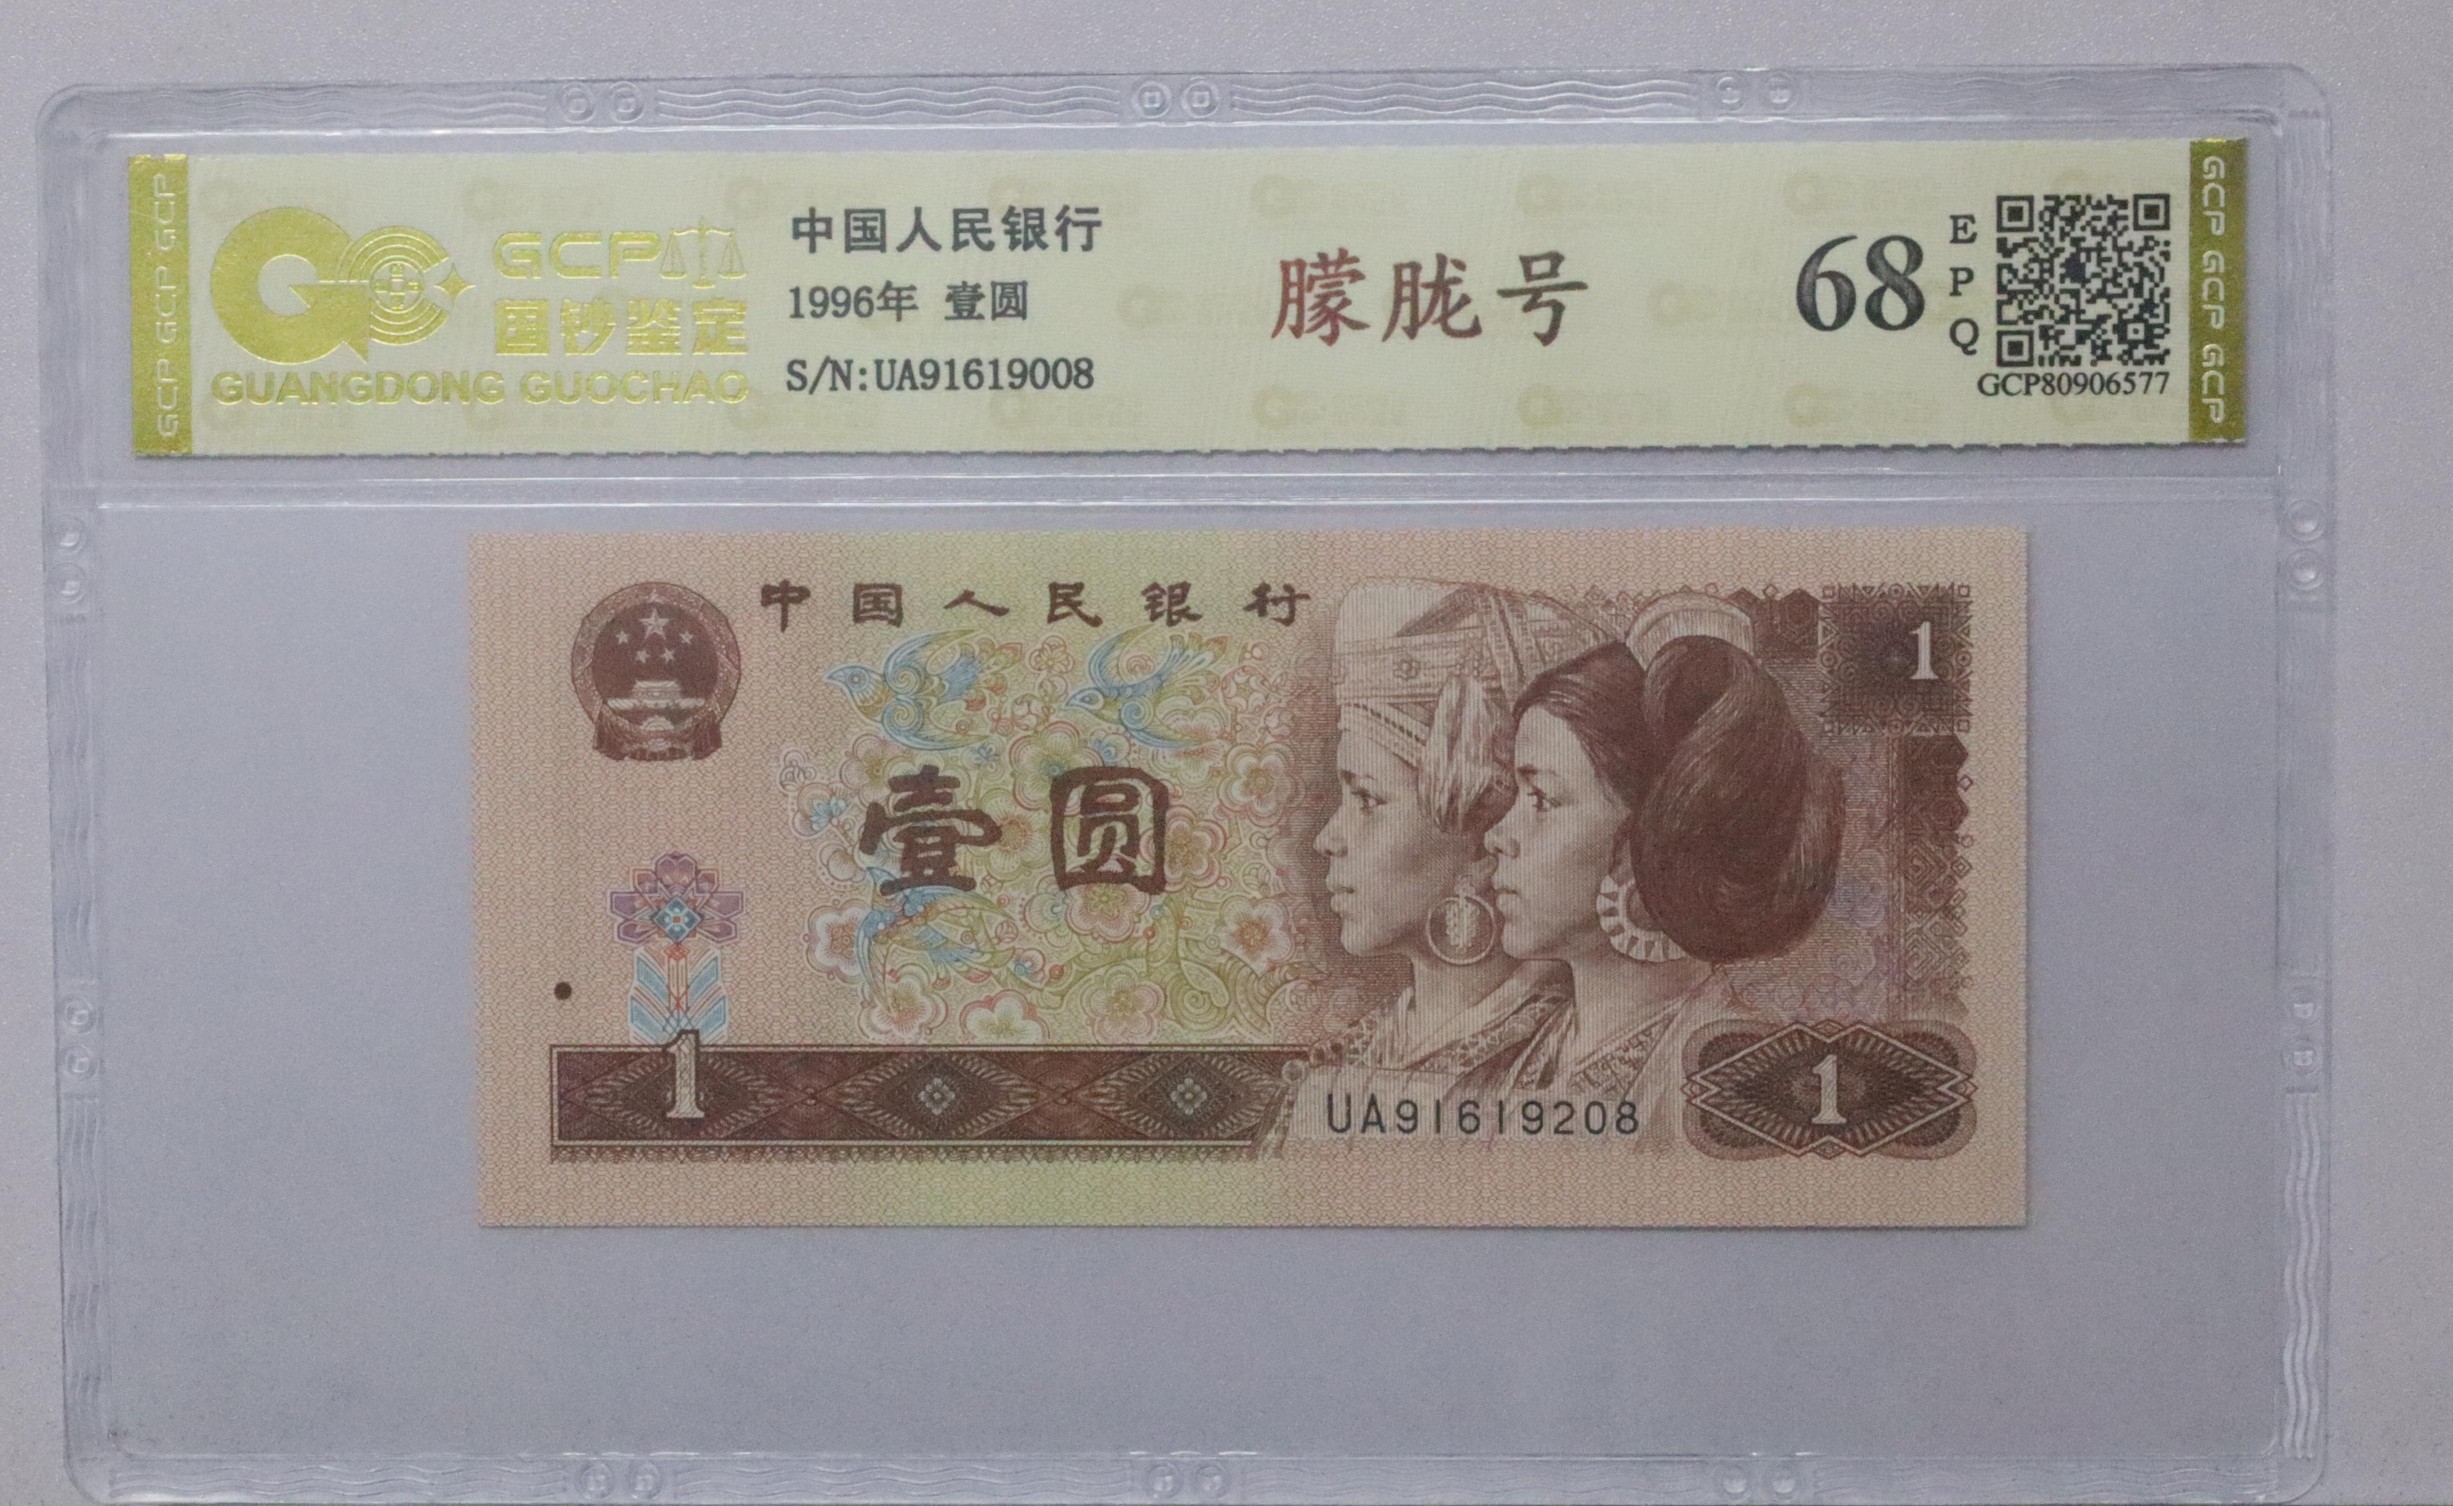 GCP GCP GCP
GCP
国钞鉴定
GUANGDONG GUOCHAO
中国人民银行
1996年 壹圆
S/N:UA91619008
朦胧号
68
EPQ
GCP80906577
GCP GCP GCP
中国人民银行
1
壹圆
1
UA91619208
1